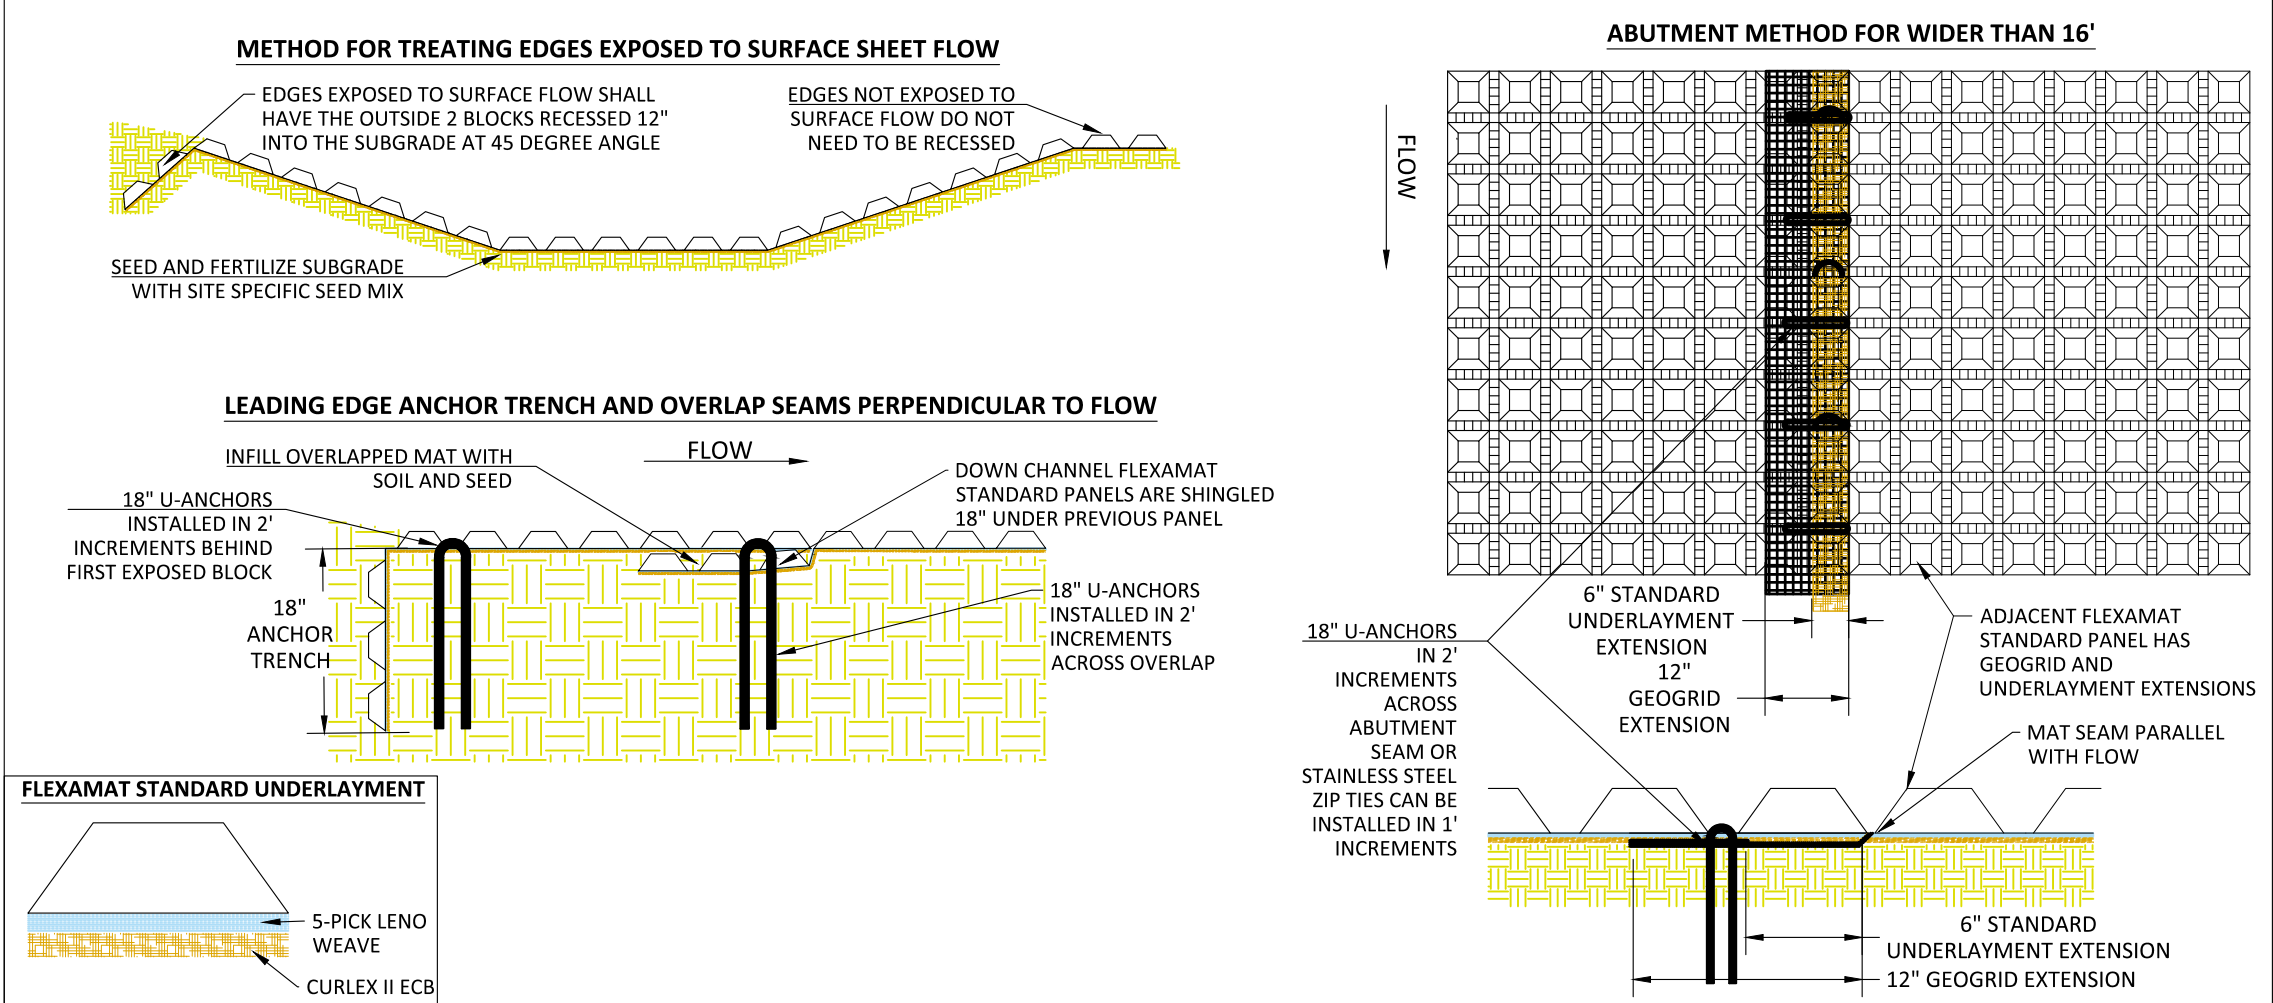 METHOD FOR TREATING EDGES EXPOSED TO SURFACE SHEET FLOW
EDGES EXPOSED TO SURFACE FLOW SHALL
HAVE THE OUTSIDE 2 BLOCKS RECESSED 12"
INTO THE SUBGRADE AT 45 DEGREE ANGLE
EDGES NOT EXPOSED TO
SURFACE FLOW DO NOT
NEED TO BE RECESSED
SEED AND FERTILIZE SUBGRADE
WITH SITE SPECIFIC SEED MIX
LEADING EDGE ANCHOR TRENCH AND OVERLAP SEAMS PERPENDICULAR TO FLOW
FLOW
INFILL OVERLAPPED MAT WITH
SOIL AND SEED
18" U-ANCHORS
INSTALLED IN 2'
INCREMENTS BEHIND
FIRST EXPOSED BLOCK
18"
ANCHOR
TRENCH
DOWN CHANNEL FLEXAMAT
STANDARD PANELS ARE SHINGLED
18" UNDER PREVIOUS PANEL
18" U-ANCHORS
INSTALLED IN 2'
INCREMENTS
ACROSS OVERLAP
FLEXAMAT STANDARD UNDERLAYMENT
5-PICK LENO
WEAVE
CURLEX II ECB
ABUTMENT METHOD FOR WIDER THAN 16'
FLOW
6" STANDARD
UNDERLAYMENT
EXTENSION
12"
GEOGRID
EXTENSION
18" U-ANCHORS
IN 2'
INCREMENTS
ACROSS
ABUTMENT
SEAM OR
STAINLESS STEEL
ZIP TIES CAN BE
INSTALLED IN 1'
INCREMENTS
ADJACENT FLEXAMAT
STANDARD PANEL HAS
GEOGRID AND
UNDERLAYMENT EXTENSIONS
MAT SEAM PARALLEL
WITH FLOW
6" STANDARD
UNDERLAYMENT EXTENSION
12" GEOGRID EXTENSION